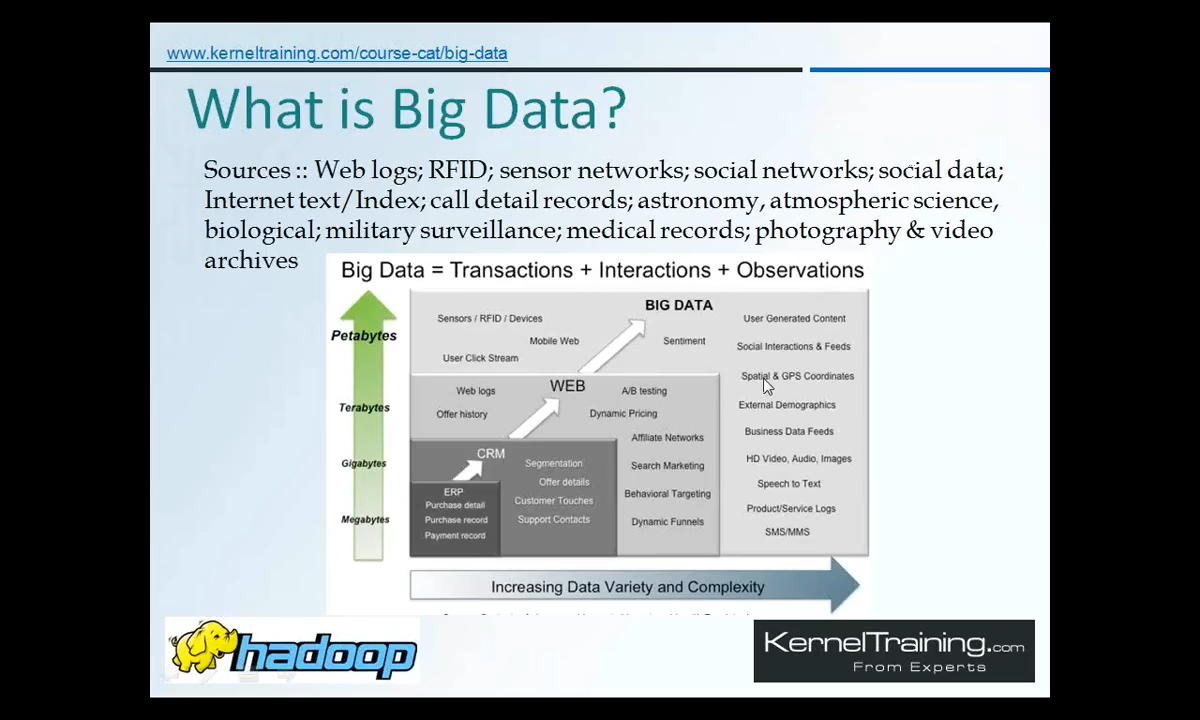 www.kerneltraining.com/course-cat/big-data
What is Big Data?
Sources :: Web logs; RFID; sensor networks; social networks; social data;
Internet text/Index; call detail records; astronomy, atmospheric science,
biological; military surveillance; medical records; photography & video
archives
Big Data = Transactions + Interactions + Observations
Petabytes
Terabytes
Gigabytes
Megabytes
BIG DATA
Sensors / RFID / Devices
Mobile Web
Sentiment
User Click Stream
User Generated Content
Social Interactions & Feeds
Spatial & GPS Coordinates
External Demographics
Business Data Feeds
HD Video, Audio, Images
Speech to Text
Product/Service Logs
SMS/MMS
WEB
Web logs
Offer history
A/B testing
Dynamic Pricing
Affiliate Networks
Search Marketing
Behavioral Targeting
Dynamic Funnels
CRM
Segmentation
Offer details
Customer Touches
Support Contacts
ERP
Purchase detail
Purchase record
Payment record
Increasing Data Variety and Complexity
hadoop
KernelTraining.com
From Experts